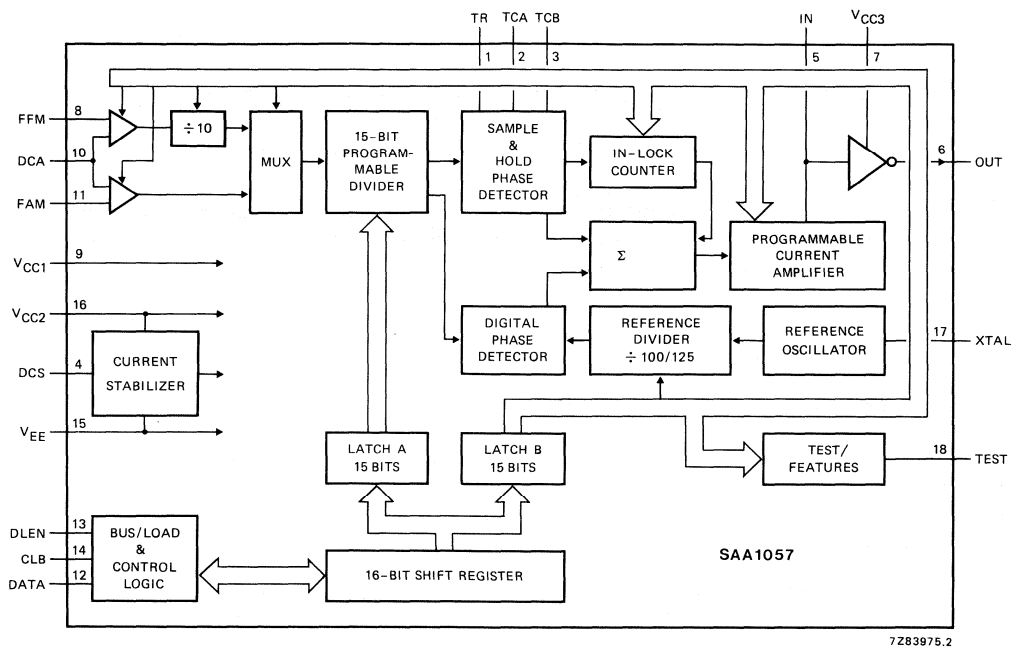 TR TCA TCB IN VCC3
1 2 3 5 7
FFM 8
DCA 10
FAM 11
÷ 10
MUX
15-BIT
PROGRAM-
MABLE
DIVIDER
SAMPLE
&
HOLD
PHASE
DETECTOR
IN-LOCK
COUNTER
6 OUT
Σ
PROGRAMMABLE
CURRENT
AMPLIFIER
VCC1 9
VCC2 16
DCS 4
VEE 15
CURRENT
STABILIZER
DIGITAL
PHASE
DETECTOR
REFERENCE
DIVIDER
÷ 100/125
REFERENCE
OSCILLATOR
17 XTAL
LATCH A
15 BITS
LATCH B
15 BITS
TEST/
FEATURES
18 TEST
DLEN 13
CLB 14
DATA 12
BUS/LOAD
&
CONTROL
LOGIC
16-BIT SHIFT REGISTER
SAA1057
7Z83975.2